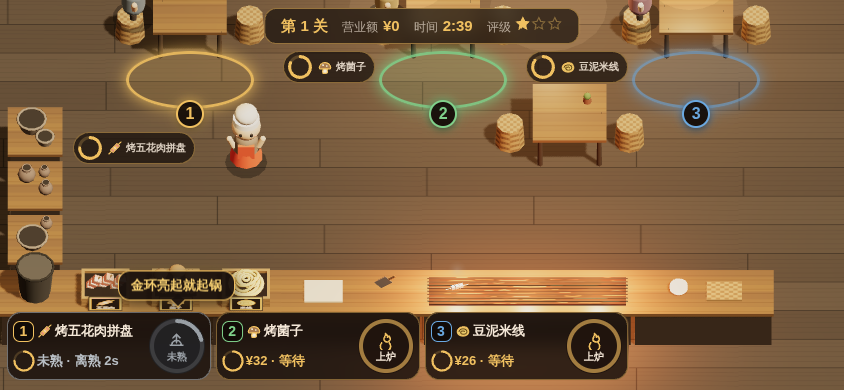 第 1 关 营业额 ¥0 时间 2:39 评级
烤菌子
豆泥米线
1
2
3
烤五花肉拼盘
金环亮起就起锅
1 烤五花肉拼盘
未熟 · 离熟 2s
未熟
2 烤菌子
¥32 · 等待
上炉
3 豆泥米线
¥26 · 等待
上炉